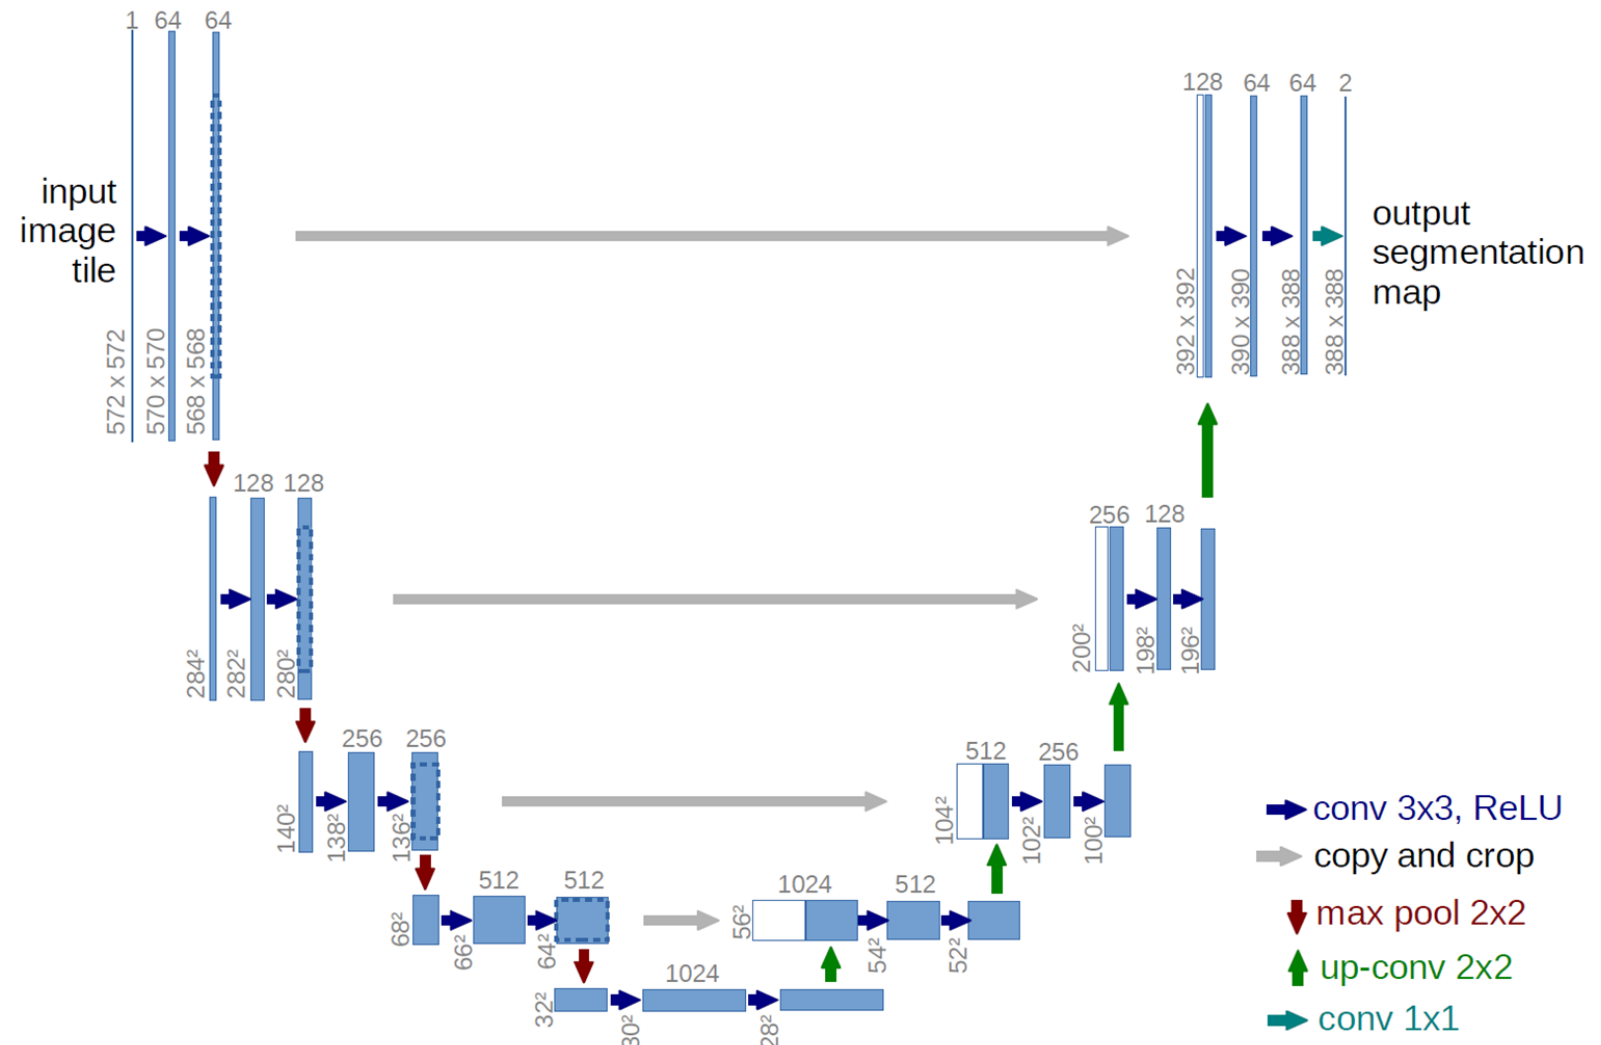 1 64 64
128 64 64 2
input
image
tile
output
segmentation
map
572 x 572
570 x 570
568 x 568
392 x 392
390 x 390
388 x 388
388 x 388
128 128
256 128
284²
282²
280²
200²
198²
196²
256 256
512 256
140²
138²
136²
104²
102²
100²
conv 3x3, ReLU
copy and crop
max pool 2x2
up-conv 2x2
conv 1x1
512 512
1024 512
68²
66²
64²
56²
54²
52²
1024
32²
30²
28²